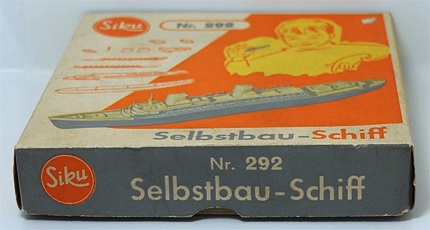 Siku Nr. 292
Selbstbau-Schiff
Siku
Nr. 292
Selbstbau-Schiff